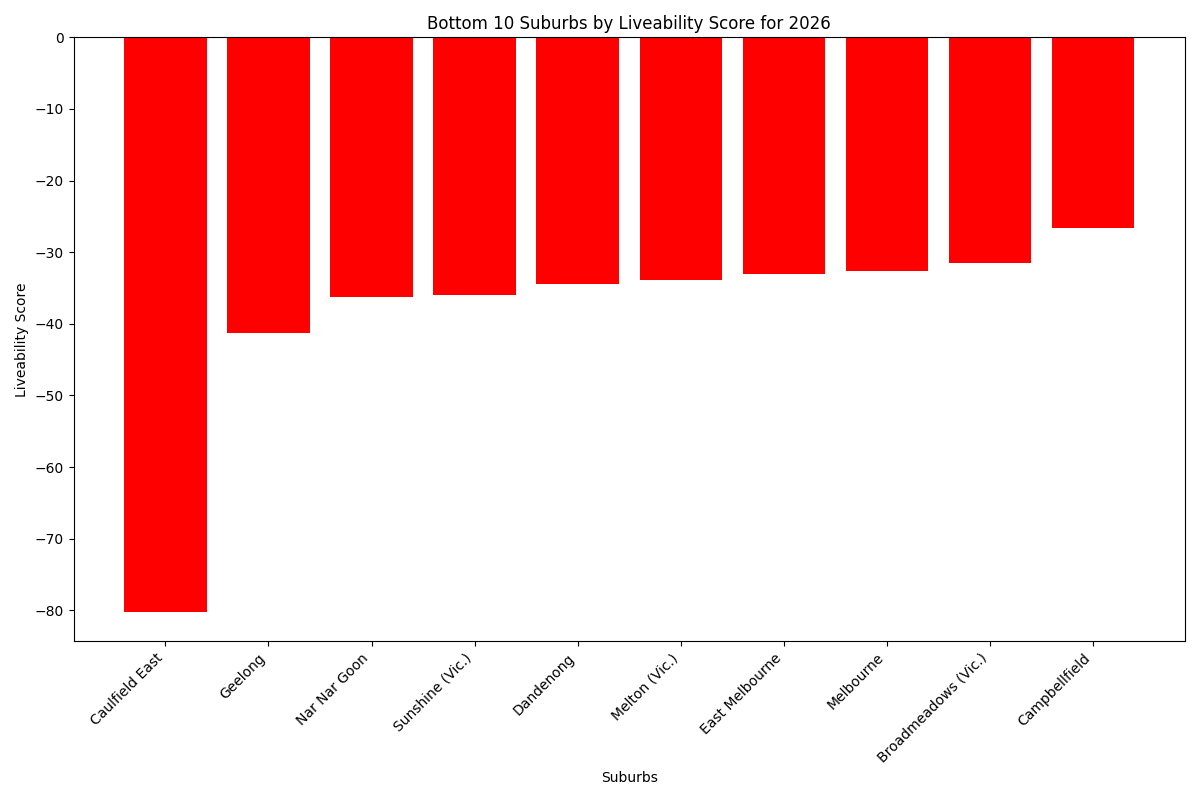 Bottom 10 Suburbs by Liveability Score for 2026
0
−10
−20
−30
−40
−50
−60
−70
−80
Liveability Score
Caulfield East
Geelong
Nar Nar Goon
Sunshine (Vic.)
Dandenong
Melton (Vic.)
East Melbourne
Melbourne
Broadmeadows (Vic.)
Campbellfield
Suburbs